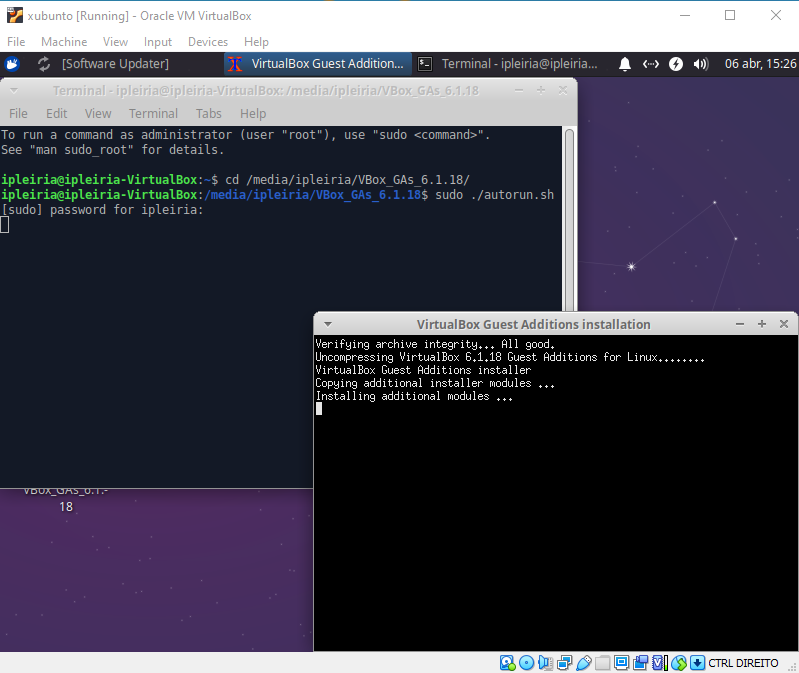 xubunto [Running] - Oracle VM VirtualBox
File Machine View Input Devices Help
[Software Updater] VirtualBox Guest Addition... Terminal - ipleiria@ipleiria... 06 abr, 15:26
Terminal - ipleiria@ipleiria-VirtualBox: /media/ipleiria/VBox_GAs_6.1.18
File Edit View Terminal Tabs Help
To run a command as administrator (user "root"), use "sudo <command>".
See "man sudo_root" for details.
ipleiria@ipleiria-VirtualBox:~$ cd /media/ipleiria/VBox_GAs_6.1.18/
ipleiria@ipleiria-VirtualBox:/media/ipleiria/VBox_GAs_6.1.18$ sudo ./autorun.sh
[sudo] password for ipleiria:
VirtualBox Guest Additions installation
Verifying archive integrity... All good.
Uncompressing VirtualBox 6.1.18 Guest Additions for Linux........
VirtualBox Guest Additions installer
Copying additional installer modules ...
Installing additional modules ...
VBox_GAs_6.1.-
18
CTRL DIREITO